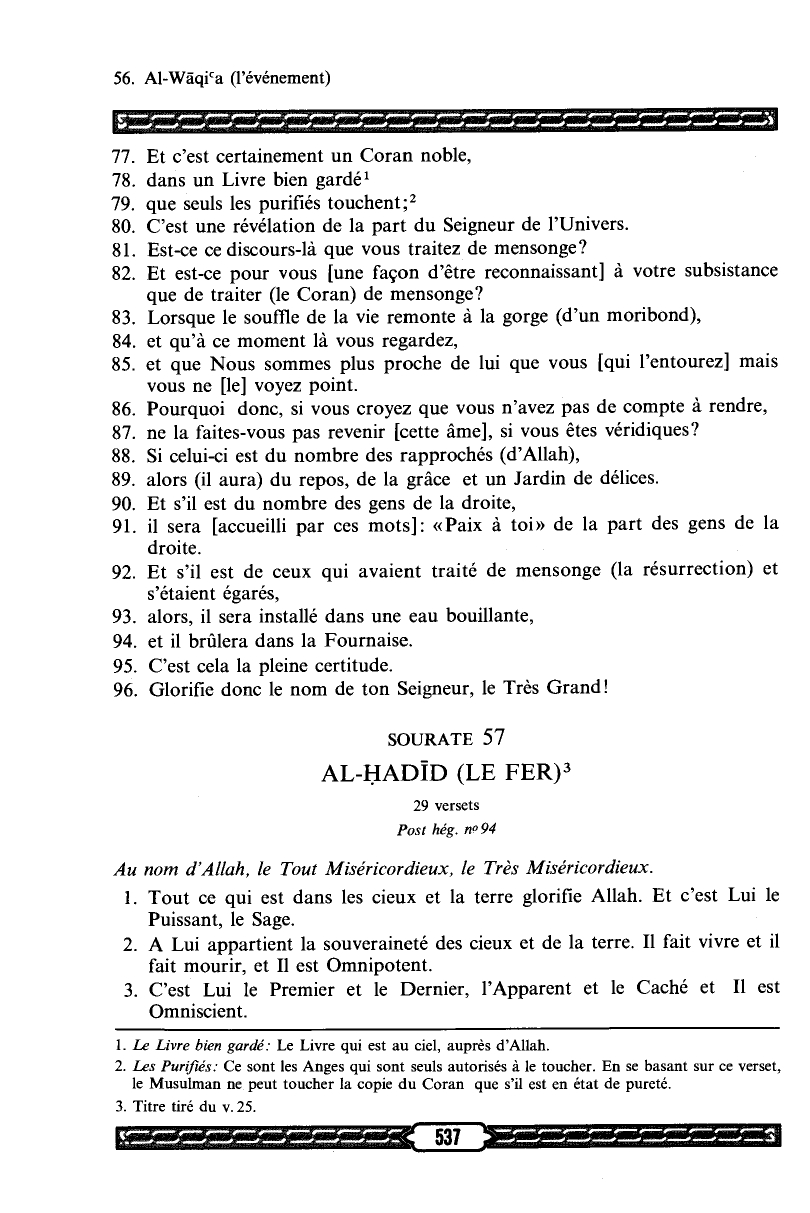 56. Al-Wāqiᶜa (l'événement)
77. Et c'est certainement un Coran noble,
78. dans un Livre bien gardé¹
79. que seuls les purifiés touchent;²
80. C'est une révélation de la part du Seigneur de l'Univers.
81. Est-ce ce discours-là que vous traitez de mensonge?
82. Et est-ce pour vous [une façon d'être reconnaissant] à votre subsistance
que de traiter (le Coran) de mensonge?
83. Lorsque le souffle de la vie remonte à la gorge (d'un moribond),
84. et qu'à ce moment là vous regardez,
85. et que Nous sommes plus proche de lui que vous [qui l'entourez] mais
vous ne [le] voyez point.
86. Pourquoi donc, si vous croyez que vous n'avez pas de compte à rendre,
87. ne la faites-vous pas revenir [cette âme], si vous êtes véridiques?
88. Si celui-ci est du nombre des rapprochés (d'Allah),
89. alors (il aura) du repos, de la grâce et un Jardin de délices.
90. Et s'il est du nombre des gens de la droite,
91. il sera [accueilli par ces mots]: «Paix à toi» de la part des gens de la
droite.
92. Et s'il est de ceux qui avaient traité de mensonge (la résurrection) et
s'étaient égarés,
93. alors, il sera installé dans une eau bouillante,
94. et il brûlera dans la Fournaise.
95. C'est cela la pleine certitude.
96. Glorifie donc le nom de ton Seigneur, le Très Grand!
SOURATE 57
AL-ḤADĪD (LE FER)³
29 versets
Post hég. nº 94
Au nom d'Allah, le Tout Miséricordieux, le Très Miséricordieux.
1. Tout ce qui est dans les cieux et la terre glorifie Allah. Et c'est Lui le
Puissant, le Sage.
2. A Lui appartient la souveraineté des cieux et de la terre. Il fait vivre et il
fait mourir, et Il est Omnipotent.
3. C'est Lui le Premier et le Dernier, l'Apparent et le Caché et Il est
Omniscient.
1. Le Livre bien gardé: Le Livre qui est au ciel, auprès d'Allah.
2. Les Purifiés: Ce sont les Anges qui sont seuls autorisés à le toucher. En se basant sur ce verset,
le Musulman ne peut toucher la copie du Coran que s'il est en état de pureté.
3. Titre tiré du v. 25.
537